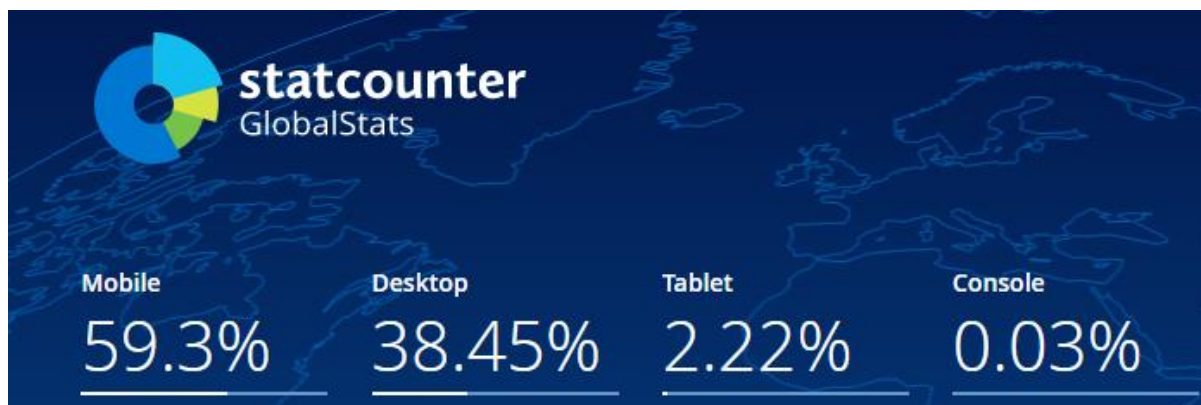 statcounter
GlobalStats
Mobile Desktop Tablet Console
59.3% 38.45% 2.22% 0.03%